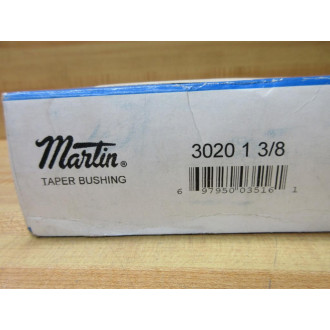 Martin®
TAPER BUSHING
3020 1 3/8
6 97950 03516 1